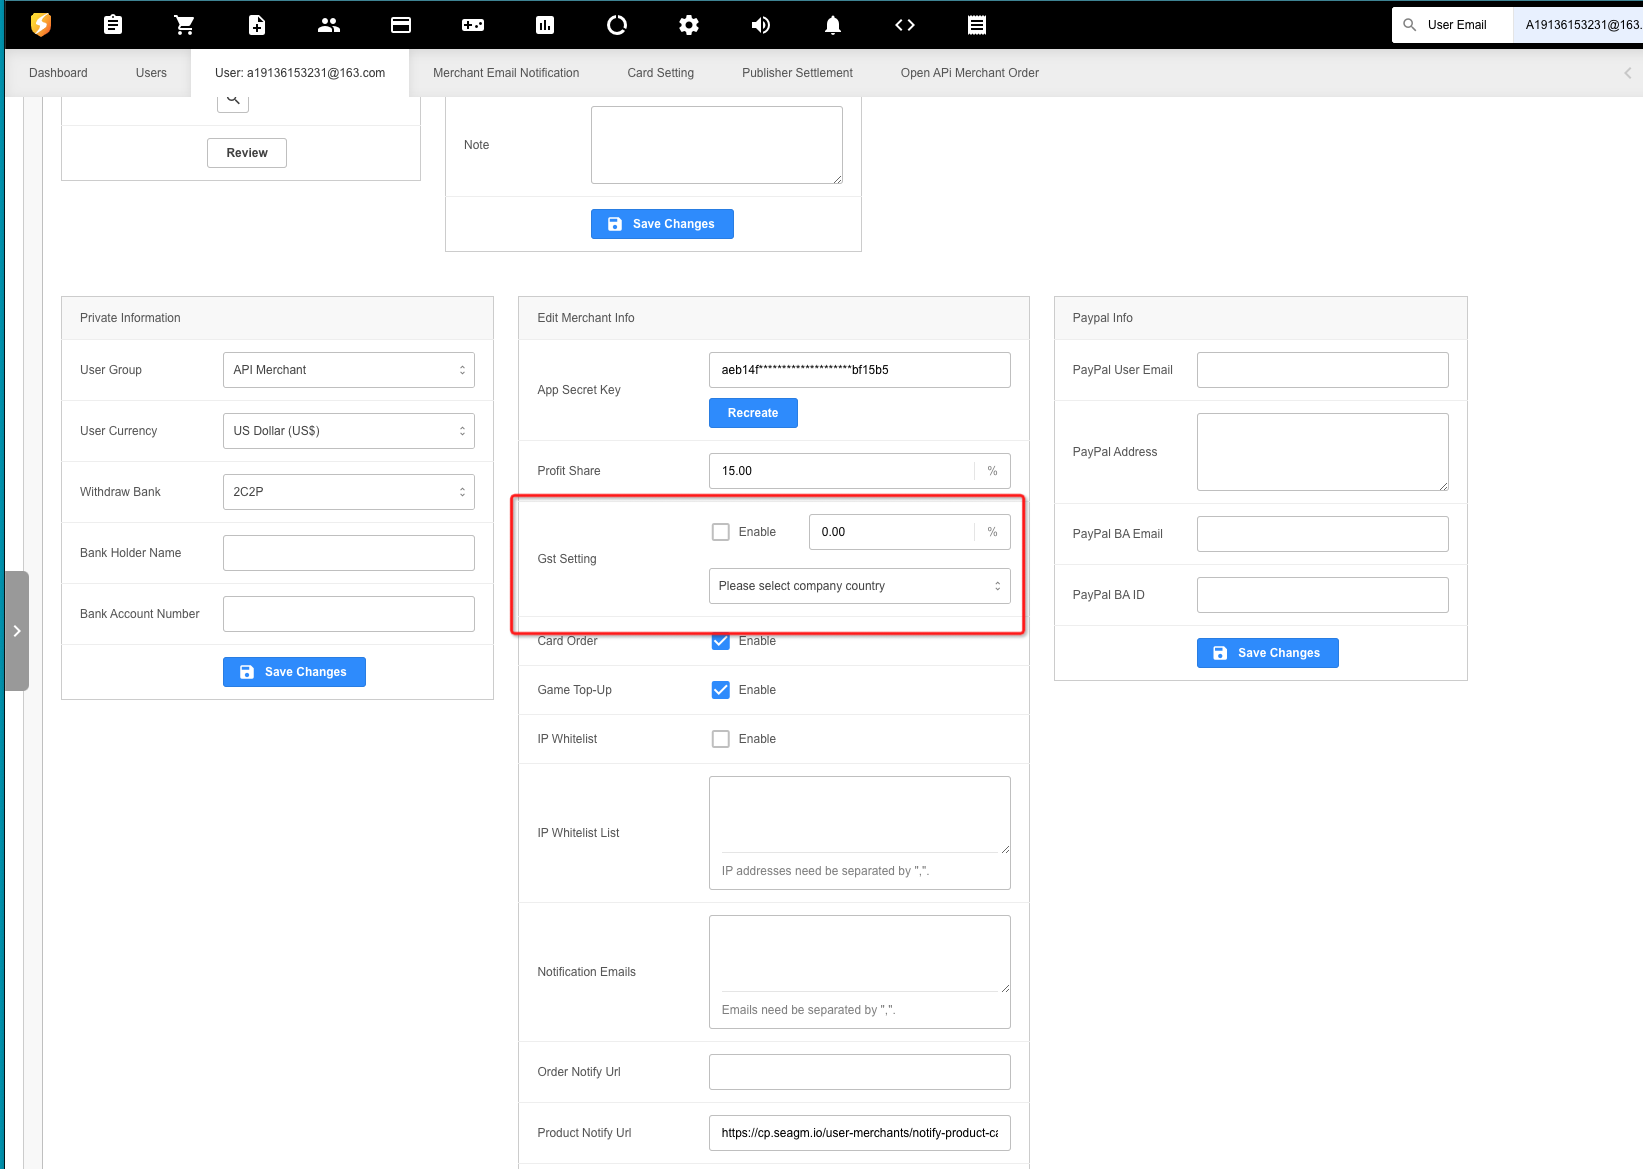 User Email
A19136153231@163.
Dashboard
Users
User: a19136153231@163.com
Merchant Email Notification
Card Setting
Publisher Settlement
Open APi Merchant Order
Review
Note
Save Changes
Private Information
User Group
API Merchant
User Currency
US Dollar (US$)
Withdraw Bank
2C2P
Bank Holder Name
Bank Account Number
Save Changes
Edit Merchant Info
App Secret Key
aeb14f********************bf15b5
Recreate
Profit Share
15.00
%
Gst Setting
Enable
0.00
%
Please select company country
Card Order
Enable
Game Top-Up
Enable
IP Whitelist
Enable
IP Whitelist List
IP addresses need be separated by ",".
Notification Emails
Emails need be separated by ",".
Order Notify Url
Product Notify Url
https://cp.seagm.io/user-merchants/notify-product-ca
Paypal Info
PayPal User Email
PayPal Address
PayPal BA Email
PayPal BA ID
Save Changes